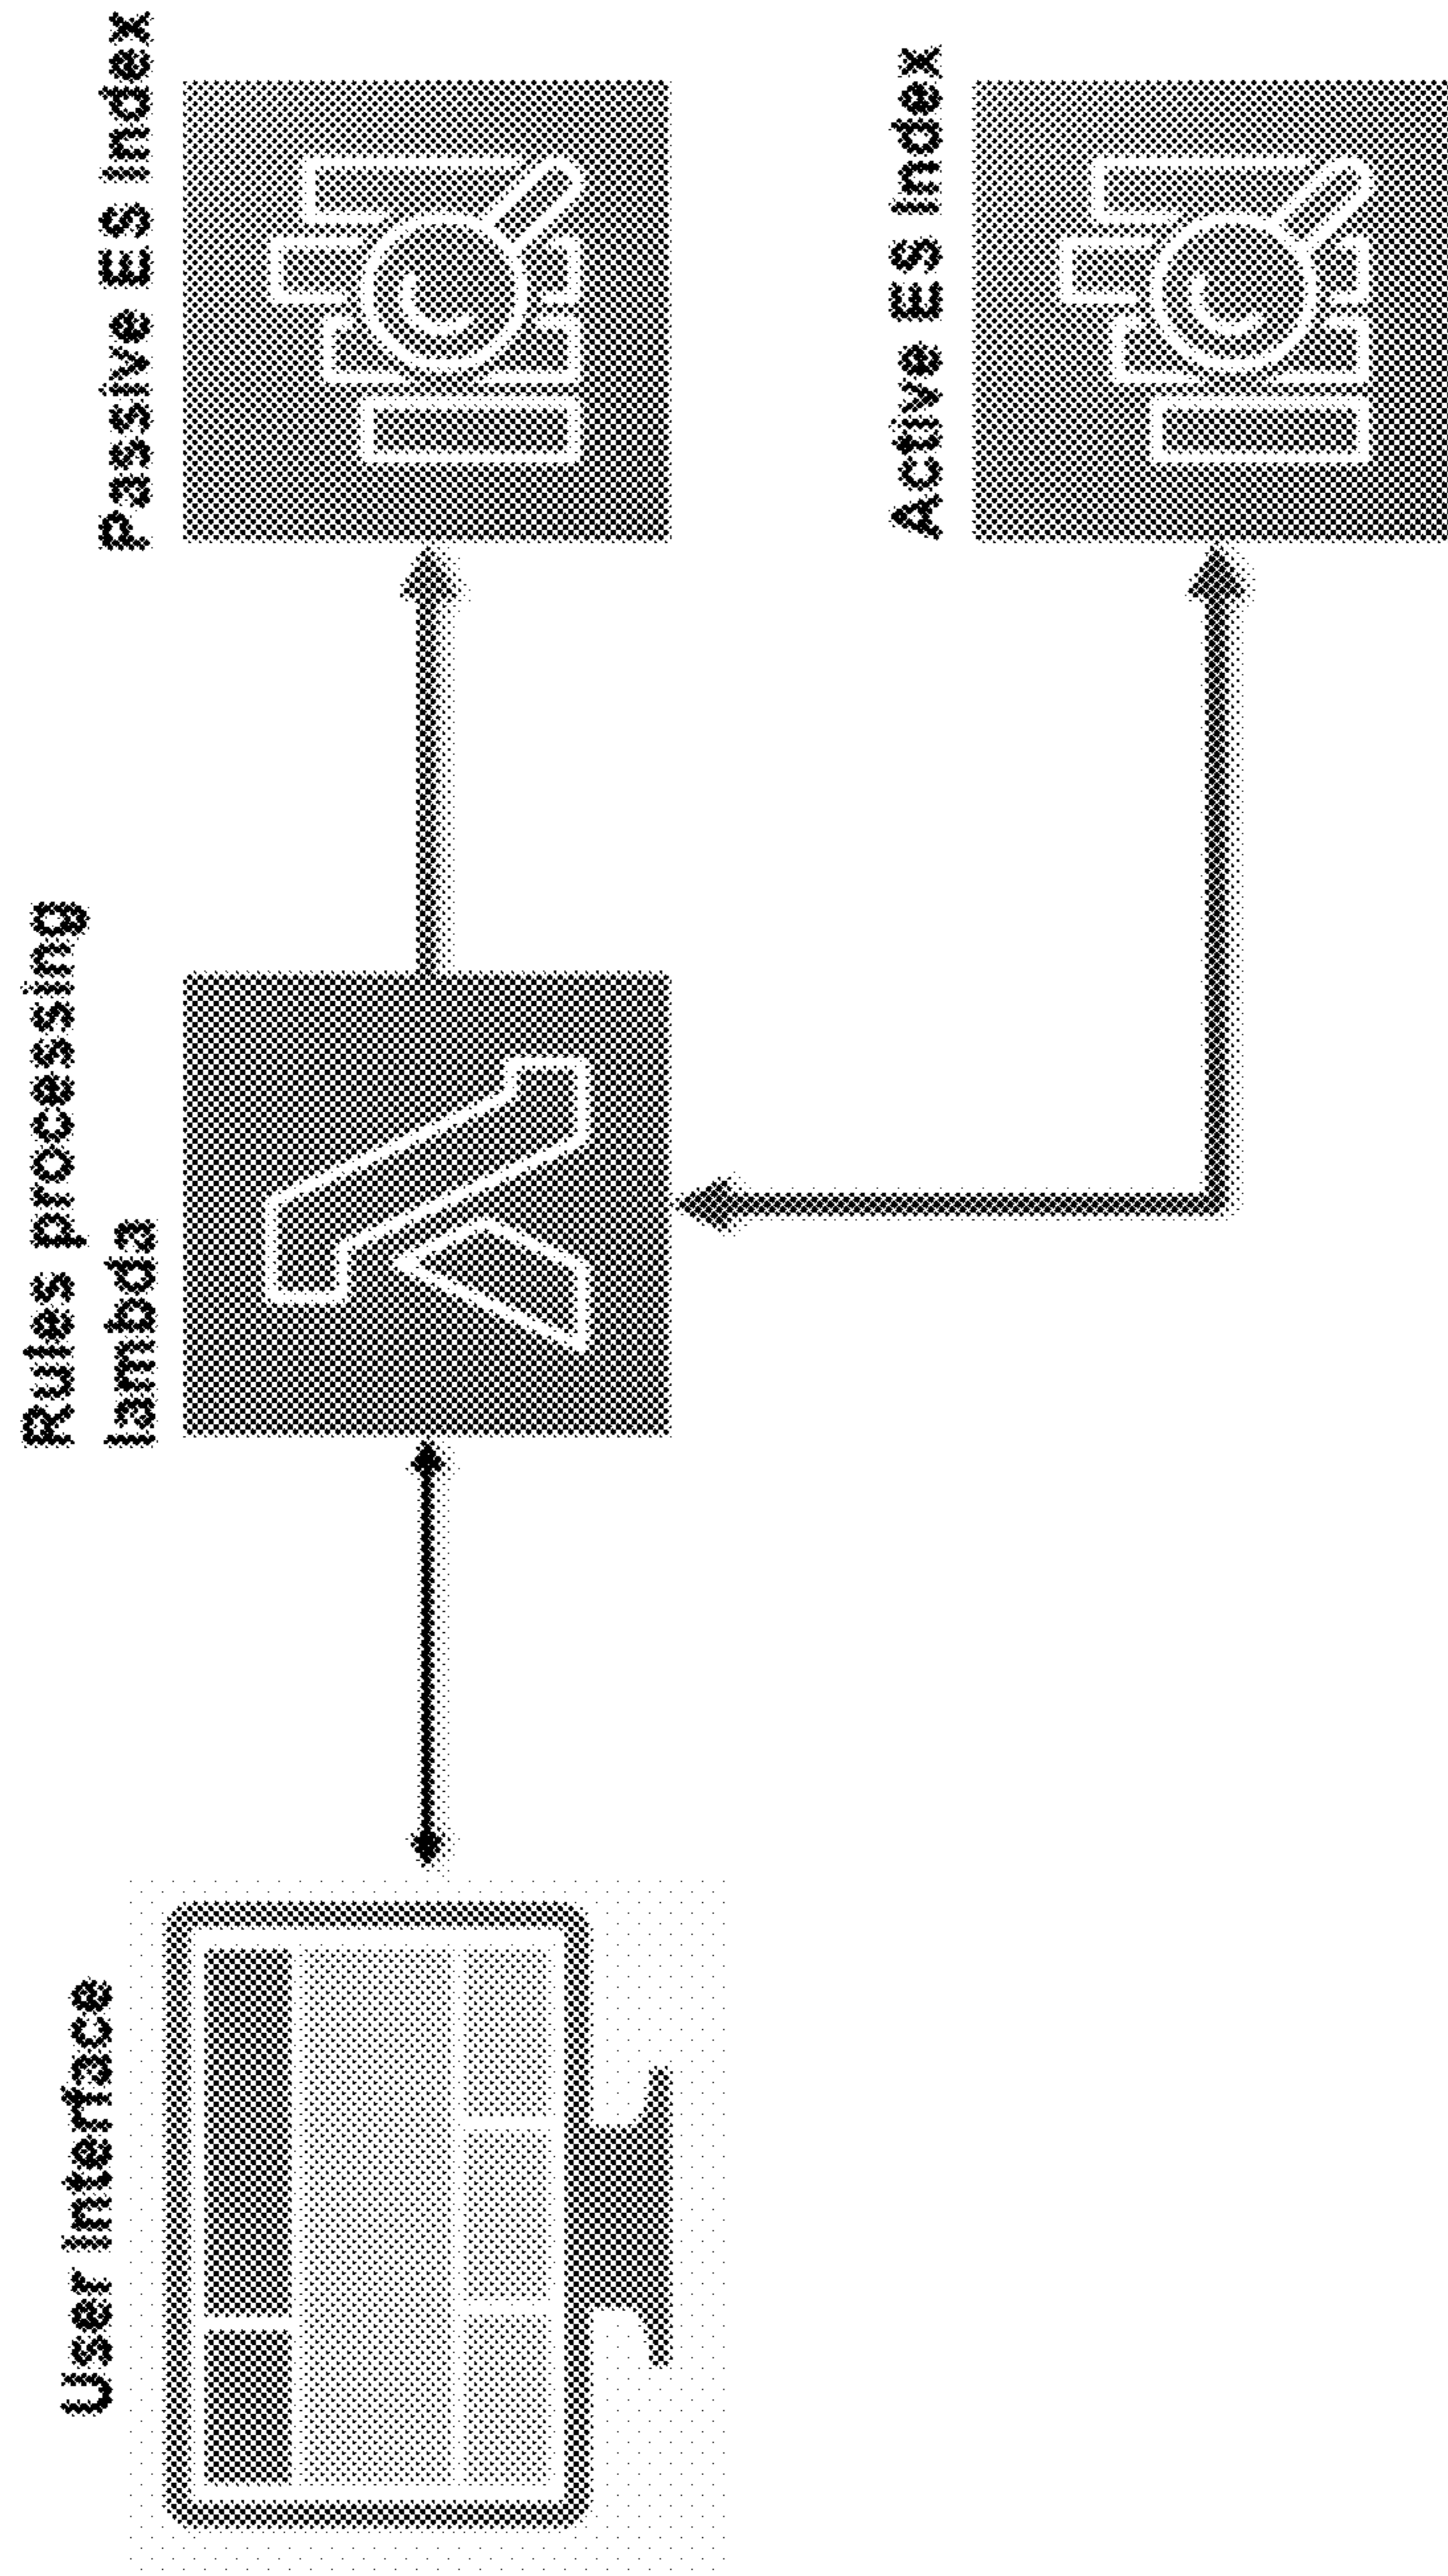 User Interface
Rules processing
lambda
Passive ES Index
Active ES Index